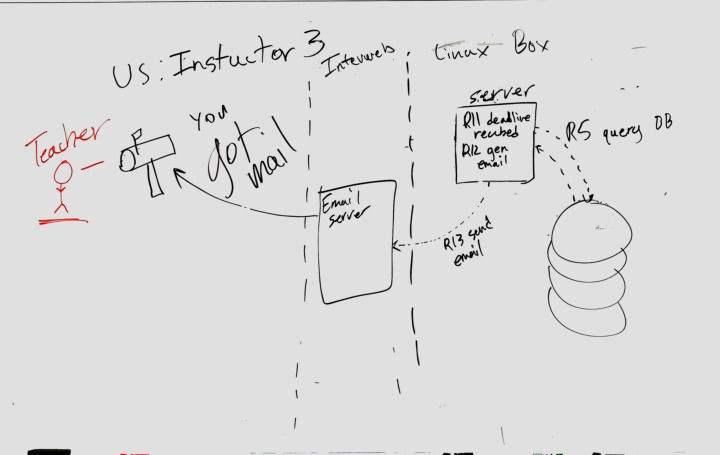 US: Instuctor 3
Interweb
Linux Box
Teacher
you
got
mail
server
R11 deadline
reached
R12 gen
email
R5 query DB
Email
server
R13 send
email